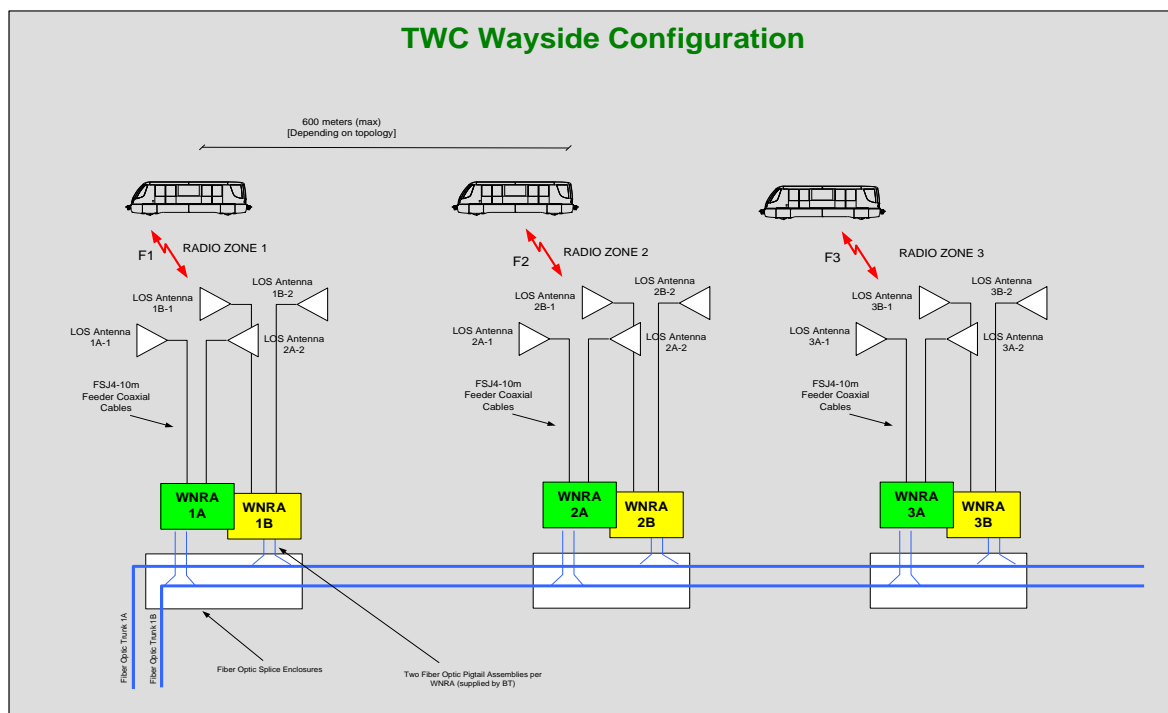 TWC Wayside Configuration
600 meters (max)
[Depending on topology]
F1
RADIO ZONE 1
F2
RADIO ZONE 2
F3
RADIO ZONE 3
LOS Antenna
1B-1
LOS Antenna
1B-2
LOS Antenna
1A-1
LOS Antenna
2A-2
LOS Antenna
2B-1
LOS Antenna
2B-2
LOS Antenna
2A-1
LOS Antenna
2A-2
LOS Antenna
3B-1
LOS Antenna
3B-2
LOS Antenna
3A-1
LOS Antenna
3A-2
FSJ4-10m
Feeder Coaxial
Cables
FSJ4-10m
Feeder Coaxial
Cables
FSJ4-10m
Feeder Coaxial
Cables
WNRA
1A
WNRA
1B
WNRA
2A
WNRA
2B
WNRA
3A
WNRA
3B
Fiber Optic Trunk 1A
Fiber Optic Trunk 1B
Fiber Optic Splice Enclosures
Two Fiber Optic Pigtail Assemblies per
WNRA (supplied by BT)